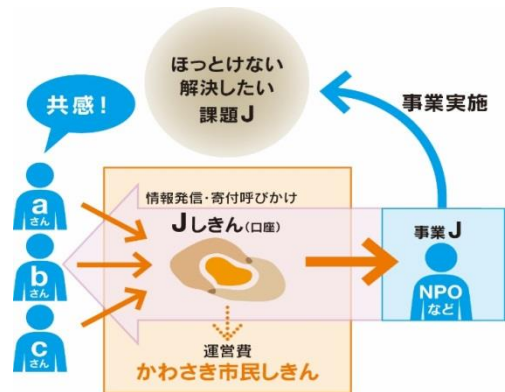 ほっとけない
解決したい
課題J
共感！
事業実施
情報発信・寄付呼びかけ
Jしきん（口座）
aさん
bさん
cさん
事業J
NPO
など
運営費
かわさき市民しきん